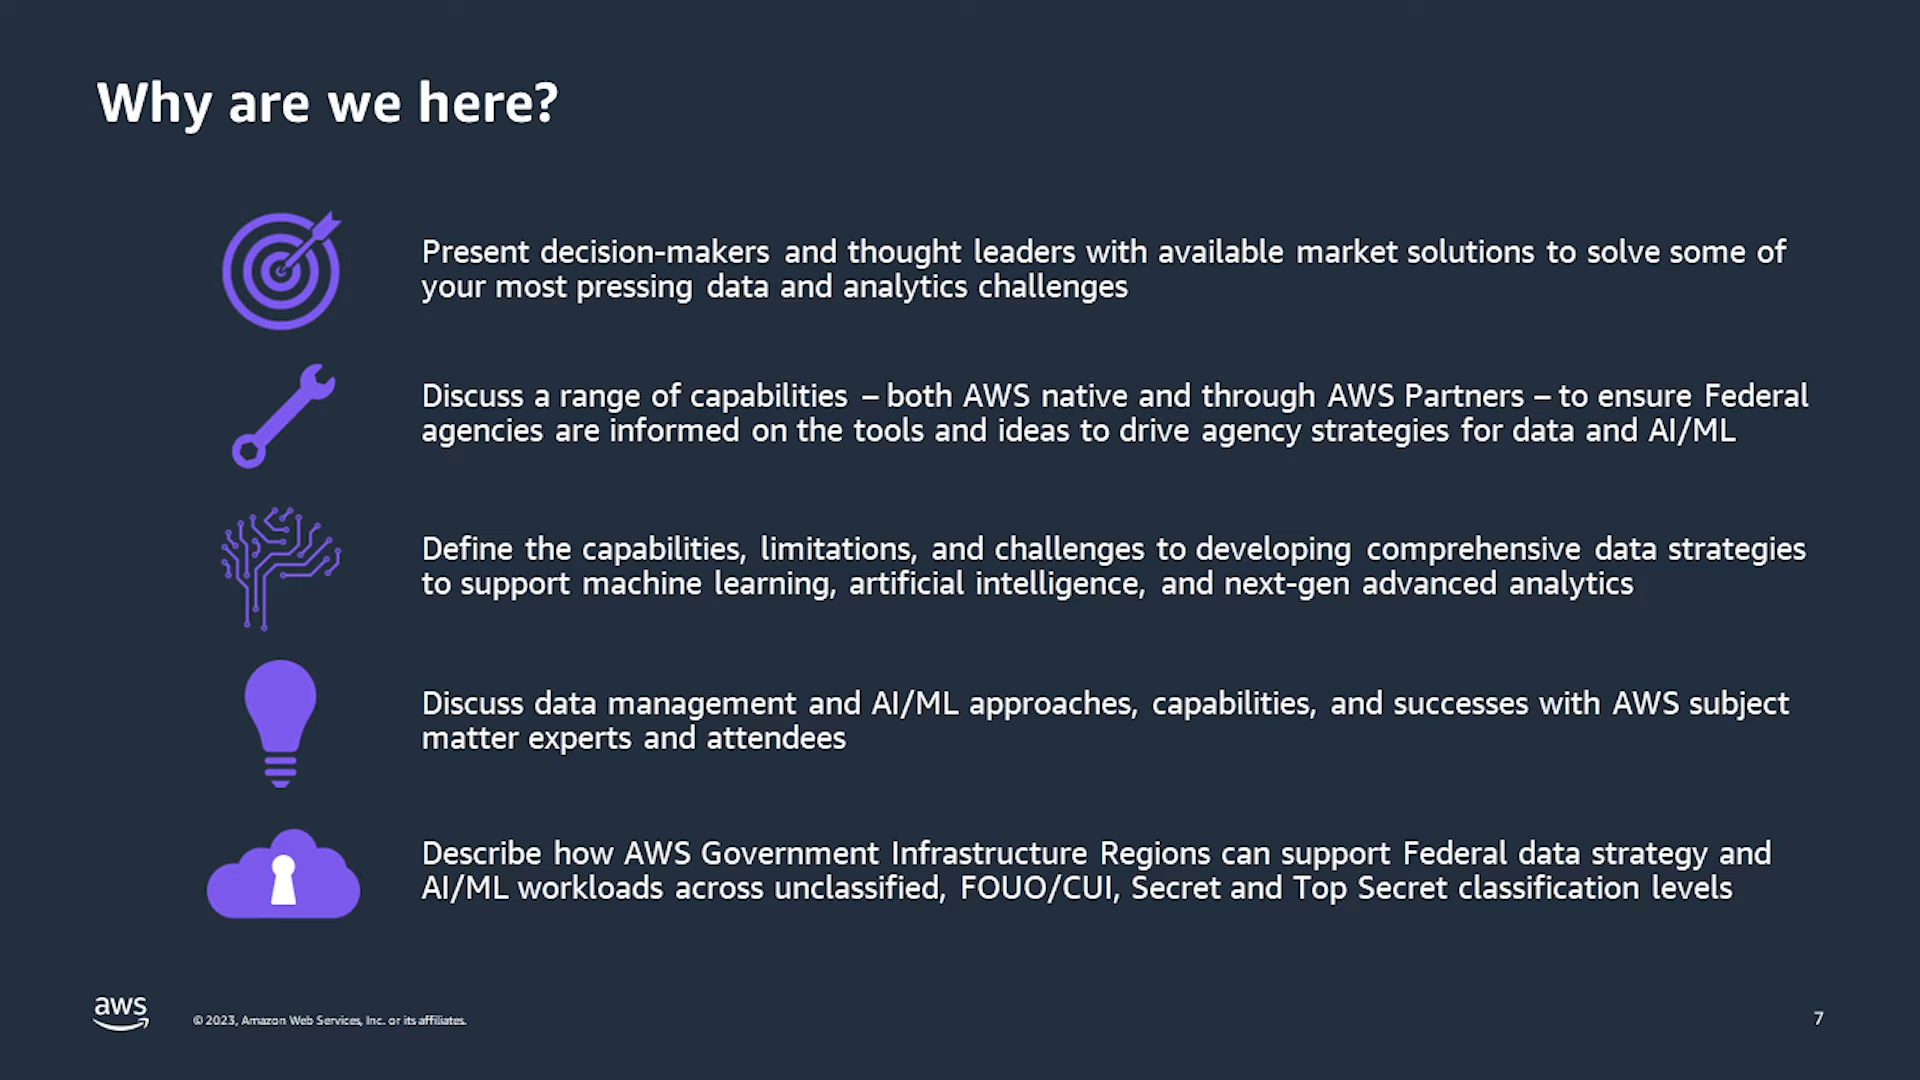 Why are we here?
Present decision-makers and thought leaders with available market solutions to solve some of
your most pressing data and analytics challenges
Discuss a range of capabilities – both AWS native and through AWS Partners – to ensure Federal
agencies are informed on the tools and ideas to drive agency strategies for data and AI/ML
Define the capabilities, limitations, and challenges to developing comprehensive data strategies
to support machine learning, artificial intelligence, and next-gen advanced analytics
Discuss data management and AI/ML approaches, capabilities, and successes with AWS subject
matter experts and attendees
Describe how AWS Government Infrastructure Regions can support Federal data strategy and
AI/ML workloads across unclassified, FOUO/CUI, Secret and Top Secret classification levels
aws
© 2023, Amazon Web Services, Inc. or its affiliates.
7